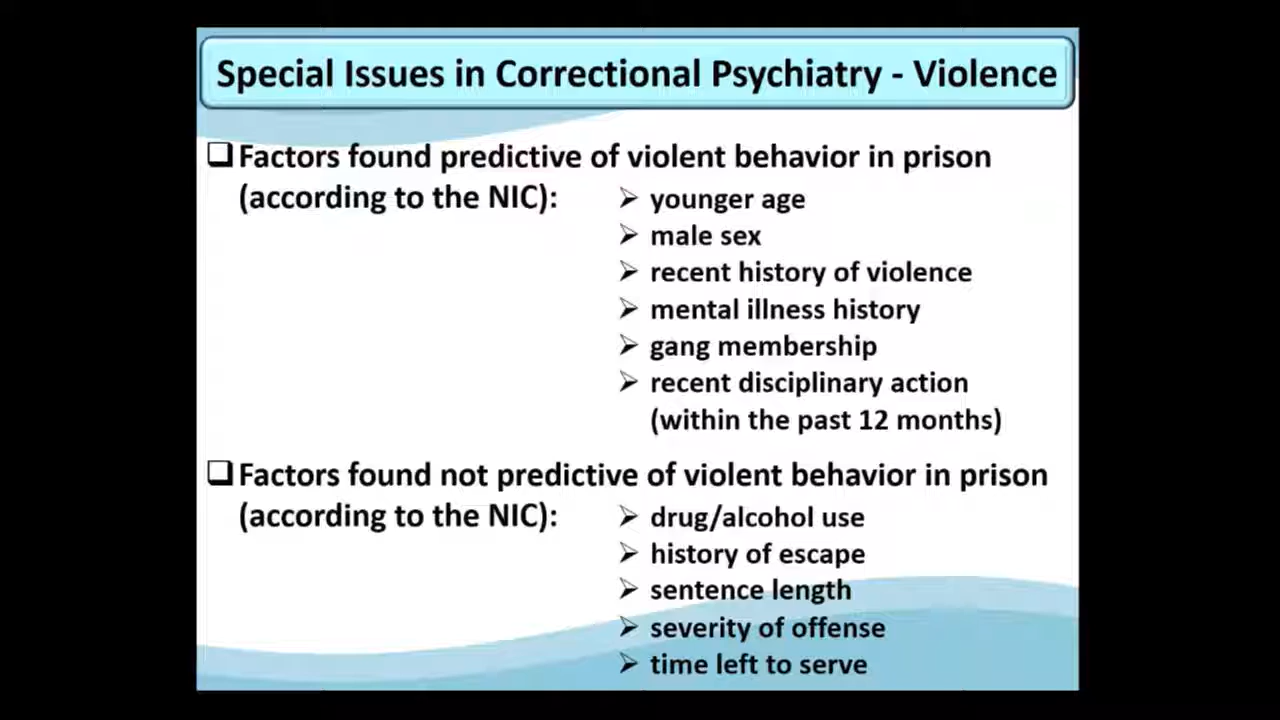 Special Issues in Correctional Psychiatry - Violence
Factors found predictive of violent behavior in prison
(according to the NIC):
younger age
male sex
recent history of violence
mental illness history
gang membership
recent disciplinary action
(within the past 12 months)
Factors found not predictive of violent behavior in prison
(according to the NIC):
drug/alcohol use
history of escape
sentence length
severity of offense
time left to serve